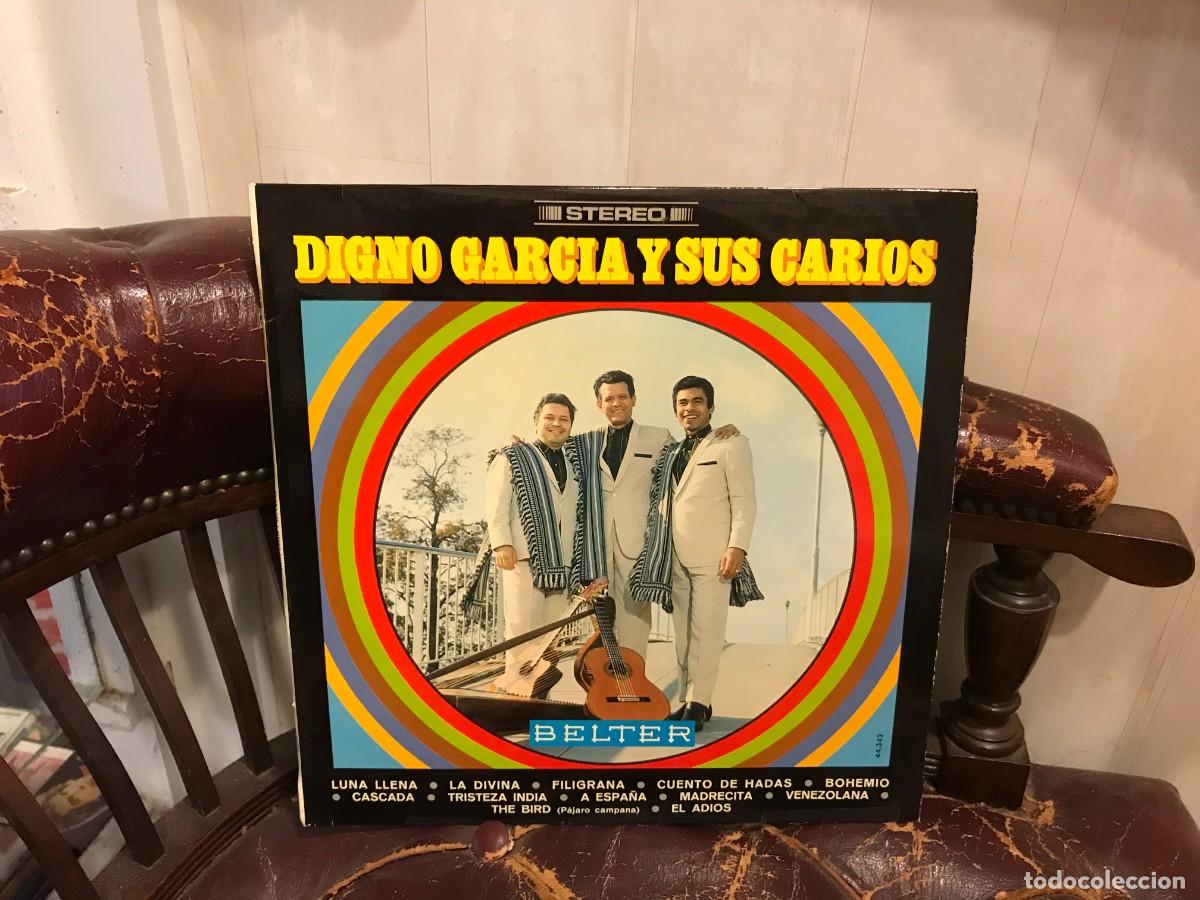 STEREO
DIGNO GARCIA Y SUS CARIOS
BELTER
44.342
LUNA LLENA • LA DIVINA • FILIGRANA • CUENTO DE HADAS • BOHEMIO
• CASCADA • TRISTEZA INDIA • A ESPAÑA • MADRECITA • VENEZOLANA •
THE BIRD (Pájaro campana) • EL ADIOS
todocoleccion